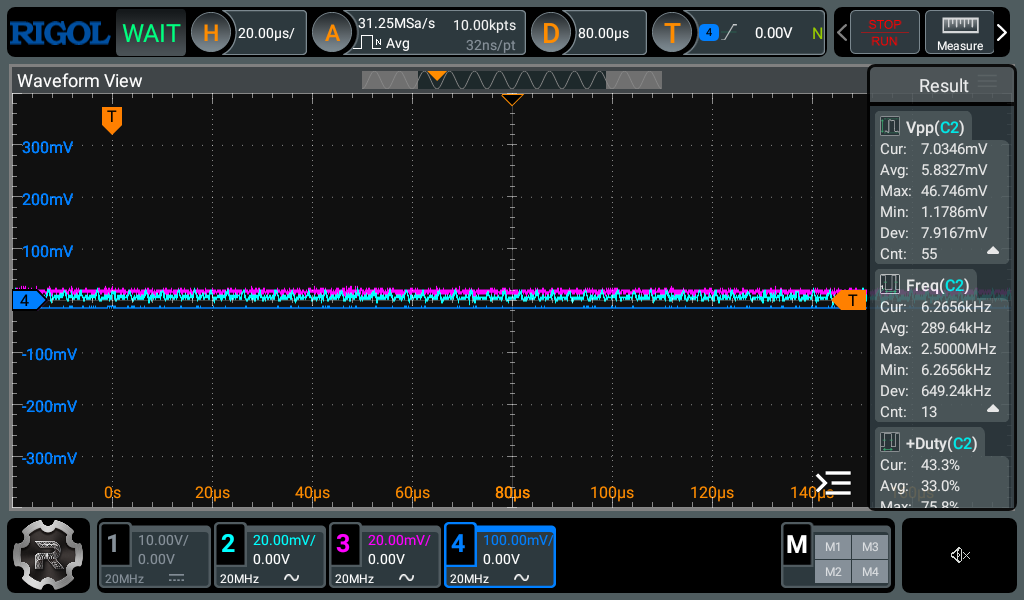 RIGOL WAIT H 20.00μs/ A 31.25MSa/s 10.00kpts D 80.00μs T 4 0.00V N STOP
N Avg 32ns/pt RUN Measure
Waveform View
Result
T
300mV
200mV
100mV
4
T
-100mV
-200mV
-300mV
0s 20μs 40μs 60μs 80μs 100μs 120μs 140μs
Vpp(C2)
Cur: 7.0346mV
Avg: 5.8327mV
Max: 46.746mV
Min: 1.1786mV
Dev: 7.9167mV
Cnt: 55
Freq(C2)
Cur: 6.2656kHz
Avg: 289.64kHz
Max: 2.5000MHz
Min: 6.2656kHz
Dev: 649.24kHz
Cnt: 13
+Duty(C2)
Cur: 43.3%
Avg: 33.0%
Max: 75.8%
R
1 10.00V/ 0.00V 20MHz
2 20.00mV/ 0.00V 20MHz
3 20.00mV/ 0.00V 20MHz
4 100.00mV/ 0.00V 20MHz
M M1 M3
M2 M4